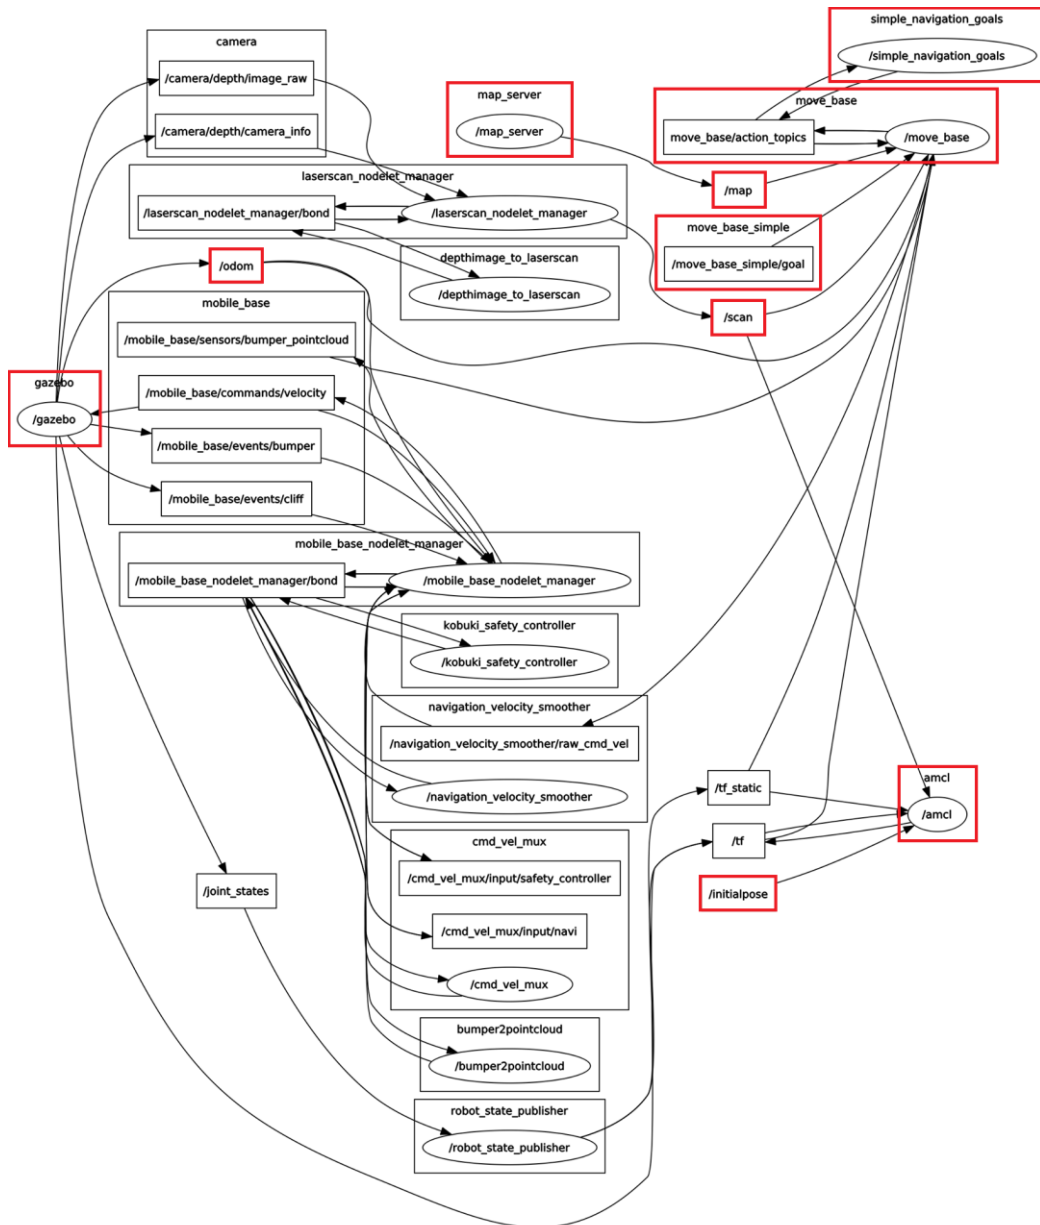 simple_navigation_goals
/simple_navigation_goals
camera
/camera/depth/image_raw
/camera/depth/camera_info
map_server
/map_server
move_base
move_base/action_topics
/move_base
laserscan_nodelet_manager
/laserscan_nodelet_manager/bond
/laserscan_nodelet_manager
/map
move_base_simple
/move_base_simple/goal
/odom
depthimage_to_laserscan
/depthimage_to_laserscan
/scan
mobile_base
/mobile_base/sensors/bumper_pointcloud
/mobile_base/commands/velocity
/mobile_base/events/bumper
/mobile_base/events/cliff
gazebo
/gazebo
mobile_base_nodelet_manager
/mobile_base_nodelet_manager/bond
/mobile_base_nodelet_manager
kobuki_safety_controller
/kobuki_safety_controller
navigation_velocity_smoother
/navigation_velocity_smoother/raw_cmd_vel
/navigation_velocity_smoother
/tf_static
/tf
amcl
/amcl
/initialpose
cmd_vel_mux
/cmd_vel_mux/input/safety_controller
/cmd_vel_mux/input/navi
/cmd_vel_mux
/joint_states
bumper2pointcloud
/bumper2pointcloud
robot_state_publisher
/robot_state_publisher